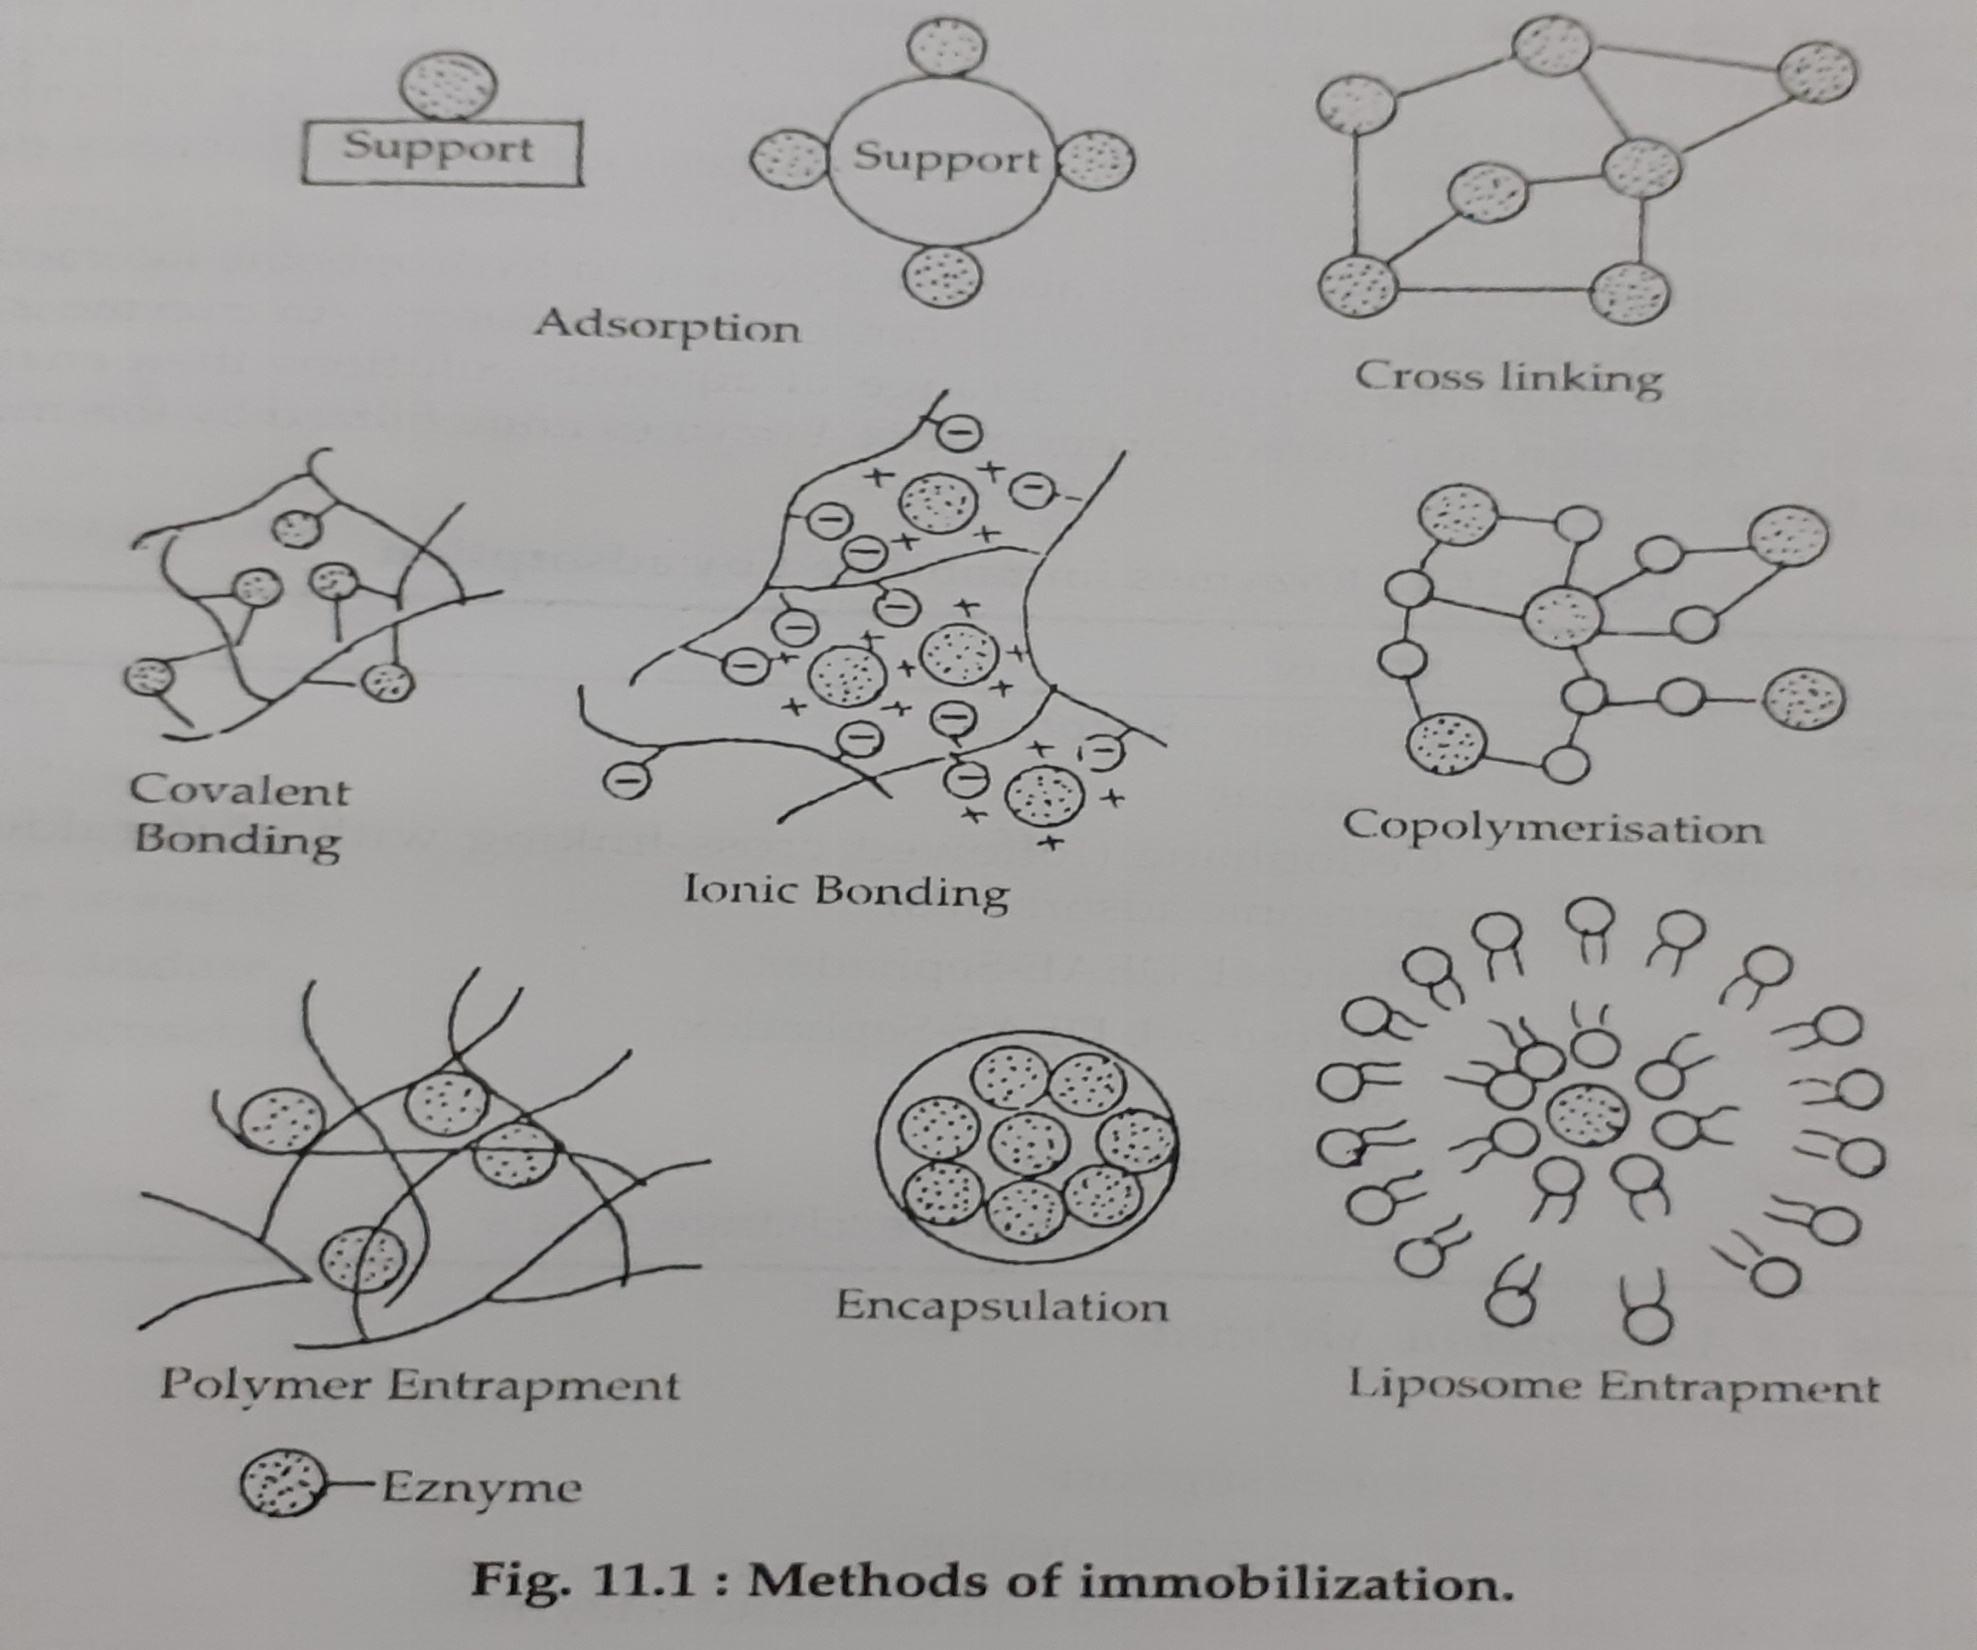 Support
Support
Adsorption
Cross linking
Covalent
Bonding
Ionic Bonding
Copolymerisation
Polymer Entrapment
Encapsulation
Liposome Entrapment
Eznyme
Fig. 11.1 : Methods of immobilization.